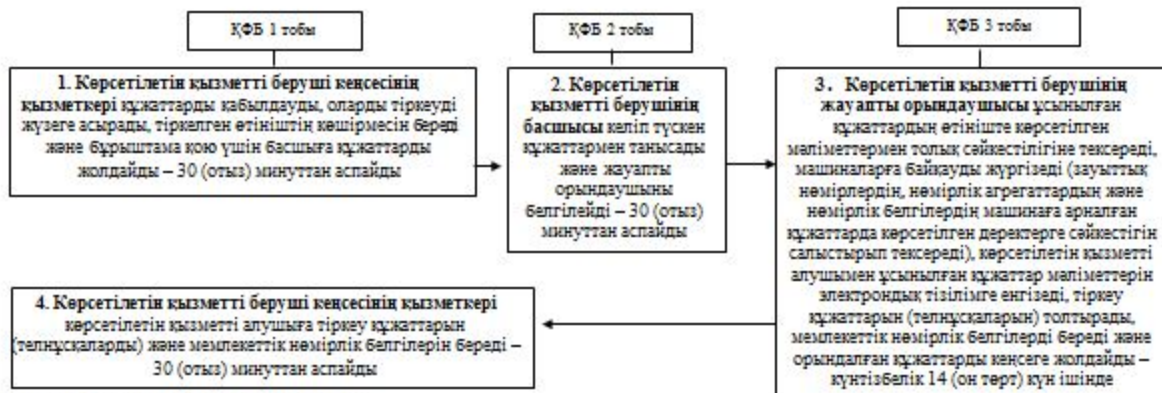 ҚФБ 1 тобы
ҚФБ 2 тобы
ҚФБ 3 тобы
1. Көрсетілетін қызметті беруші кеңсесінің
қызметкері құжаттарды қабылдауды, оларды тіркеуді
жүзеге асырады, тіркелген өтініштің көшірмесін береді
және бұрыштама қою үшін басшыға құжаттарды
жолдайды – 30 (отыз) минуттан аспайды
2. Көрсетілетін
қызметті берушінің
басшысы келіп түскен
құжаттармен танысады
және жауапты
орындаушыны
белгілейді – 30 (отыз)
минуттан аспайды
3. Көрсетілетін қызметті берушінің
жауапты орындаушысы ұсынылған
құжаттардың өтініште көрсетілген
мәліметтермен толық сәйкестілігіне тексереді,
машиналарға байқауды жүргізеді (зауыттық
нөмірлердің, нөмірлік агрегаттардың және
нөмірлік белгілердің машинаға арналған
құжаттарда көрсетілген деректерге сәйкестігін
салыстырып тексереді), көрсетілетін қызметті
алушымен ұсынылған құжаттар мәліметтерін
электрондық тізілімге енгізеді, тіркеу
құжаттарын (телнұсқаларын) толтырады,
мемлекеттік нөмірлік белгілерді береді және
орындалған құжаттарды кеңсеге жолдайды –
күнтізбелік 14 (он төрт) күн ішінде
4. Көрсетілетін қызметті беруші кеңсесінің қызметкері
көрсетілетін қызметті алушыға тіркеу құжаттарын
(телнұсқаларды) және мемлекеттік нөмірлік белгілерін береді –
30 (отыз) минуттан аспайды